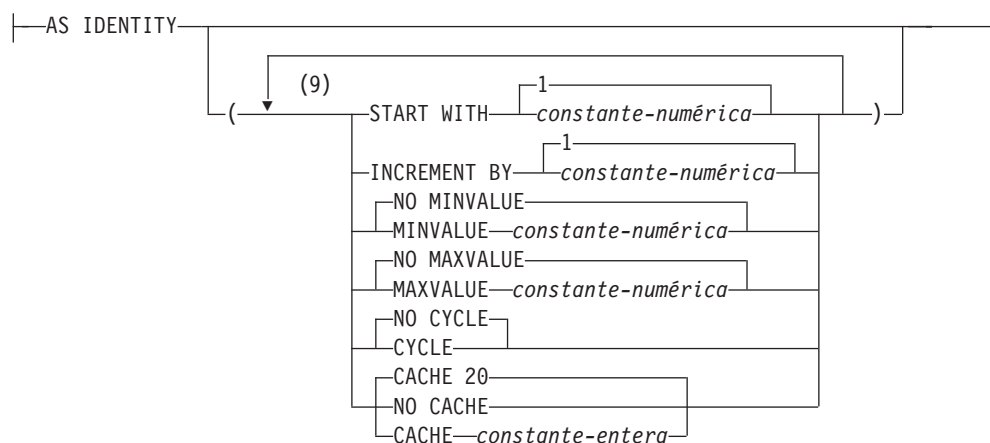 AS IDENTITY
(9)
1
( START WITH constante-numérica )
1
INCREMENT BY constante-numérica
NO MINVALUE
MINVALUE constante-numérica
NO MAXVALUE
MAXVALUE constante-numérica
NO CYCLE
CYCLE
CACHE 20
NO CACHE
CACHE constante-entera